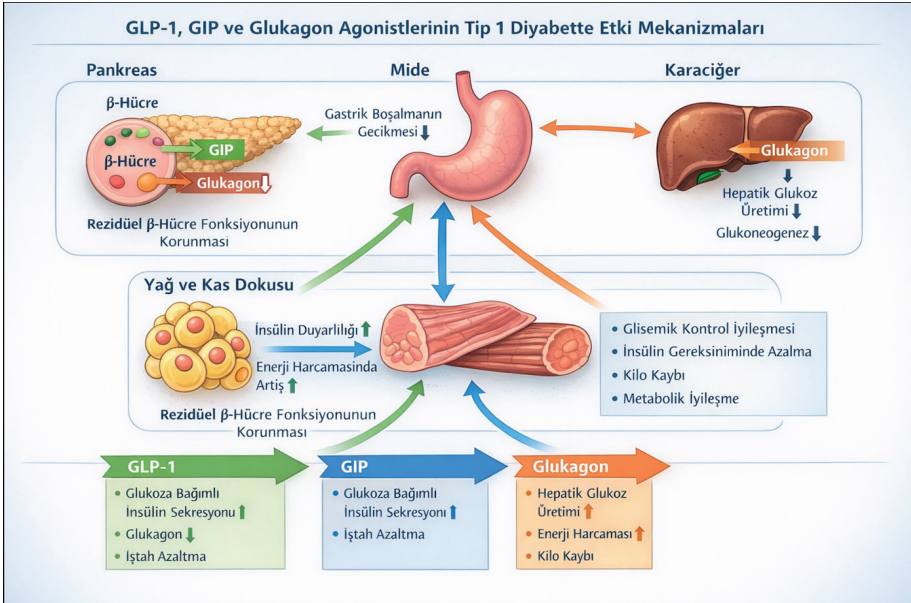 GLP-1, GIP ve Glukagon Agonistlerinin Tip 1 Diyabette Etki Mekanizmaları
Pankreas
Mide
Karaciğer
β-Hücre
β-Hücre
GIP
Glukagon↓
Rezidüel β-Hücre Fonksiyonunun
Korunması
Gastrik Boşalmanın
Gecikmesi ↓
Glukagon
↓
Hepatik Glukoz
Üretimi ↓
Glukoneogenez ↓
Yağ ve Kas Dokusu
İnsülin Duyarlılığı ↑
Enerji Harcamasinda
Artiş ↑
Rezidüel β-Hücre Fonksiyonunun
Korunması
• Glisemik Kontrol İyileşmesi
• İnsülin Gereksiniminde Azalma
• Kilo Kaybı
• Metabolik İyileşme
GLP-1
• Glukoza Bağımlı
İnsülin Sekresyonu ↑
• Glukagon ↓
• İştah Azaltma
GIP
• Glukoza Bağımlı
İnsülin Sekresyonı ↑
• İştah Azaltma
Glukagon
• Hepatik Glukoz
Üretimi ↑
• Enerji Harcaması ↑
• Kilo Kaybı